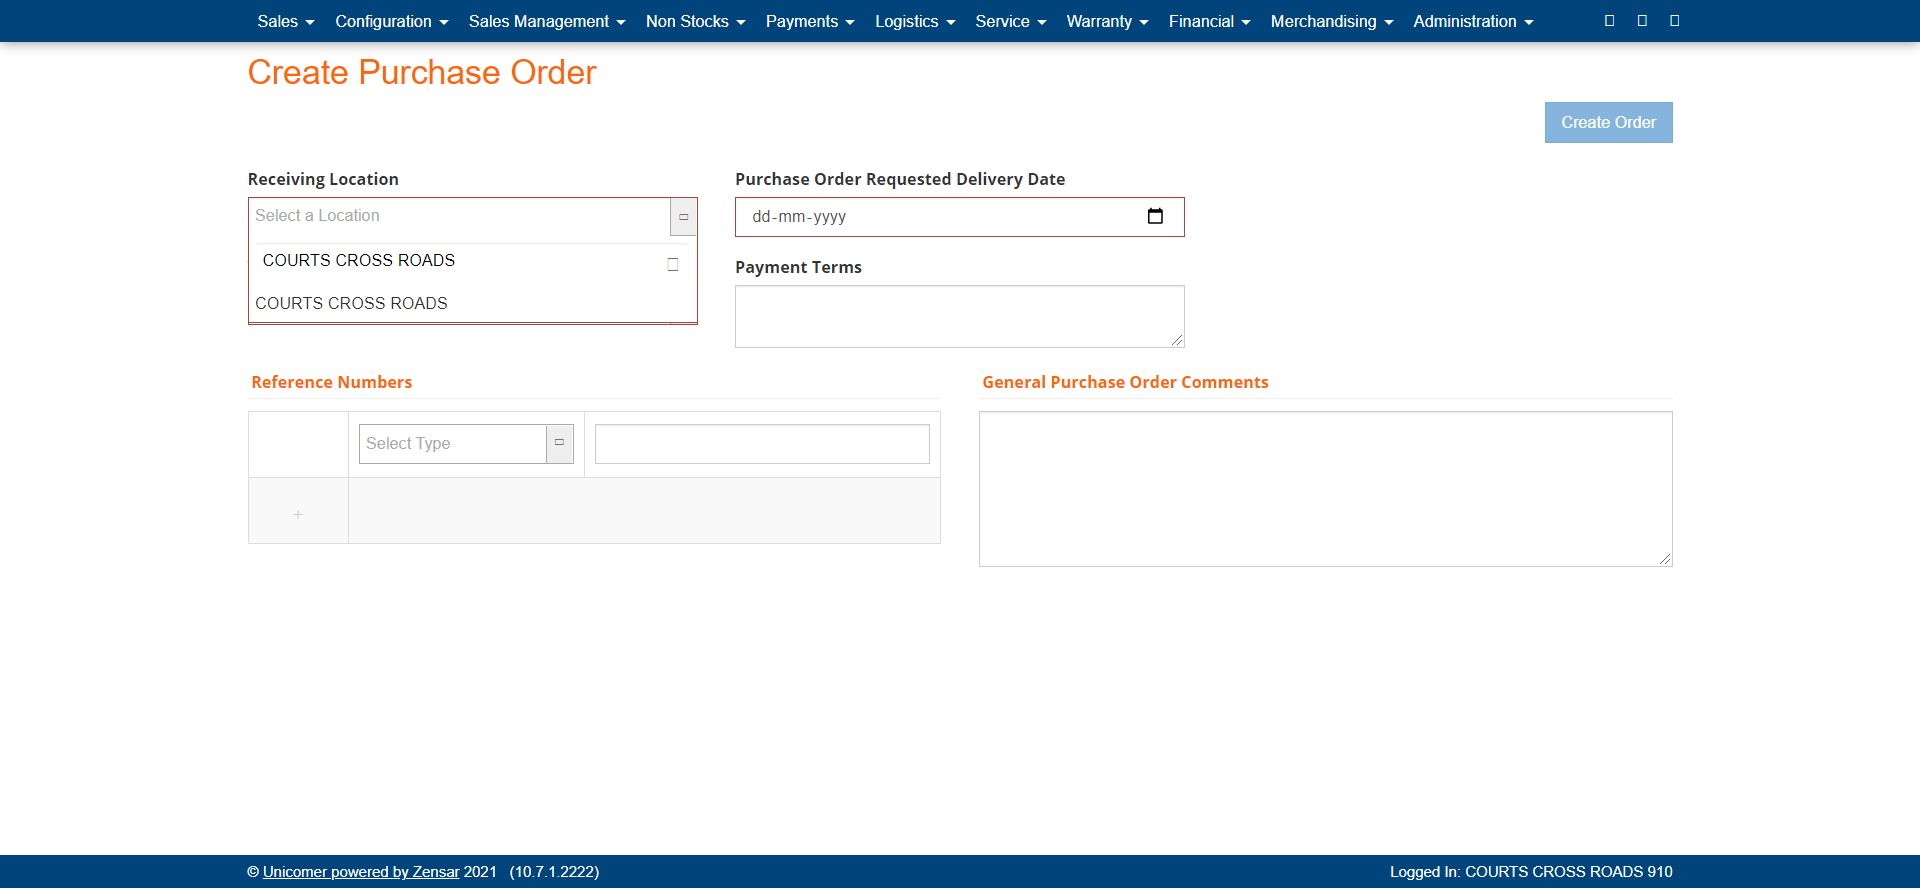 Sales Configuration Sales Management Non Stocks Payments Logistics Service Warranty Financial Merchandising Administration
Create Purchase Order
Create Order
Receiving Location
Select a Location
COURTS CROSS ROADS
COURTS CROSS ROADS
Purchase Order Requested Delivery Date
dd-mm-yyyy
Payment Terms
Reference Numbers
Select Type
+
General Purchase Order Comments
© Unicomer powered by Zensar 2021 (10.7.1.2222)
Logged In: COURTS CROSS ROADS 910